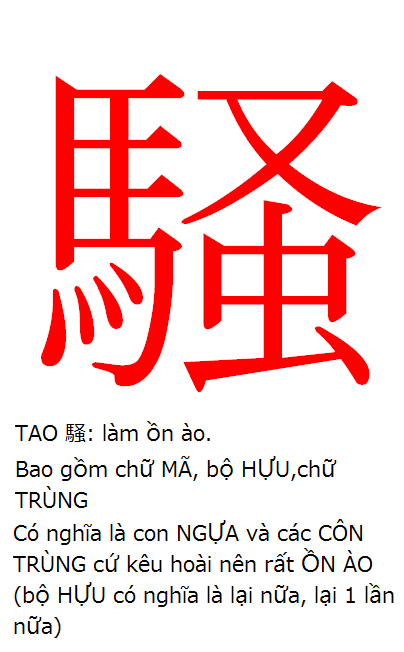 騒
TAO 騒: làm ồn ào.
Bao gồm chữ MÃ, bộ HỰU,chữ
TRÙNG
Có nghĩa là con NGỰA và các CÔN
TRÙNG cứ kêu hoài nên rất ỒN ÀO
(bộ HỰU có nghĩa là lại nữa, lại 1 lần
nữa)